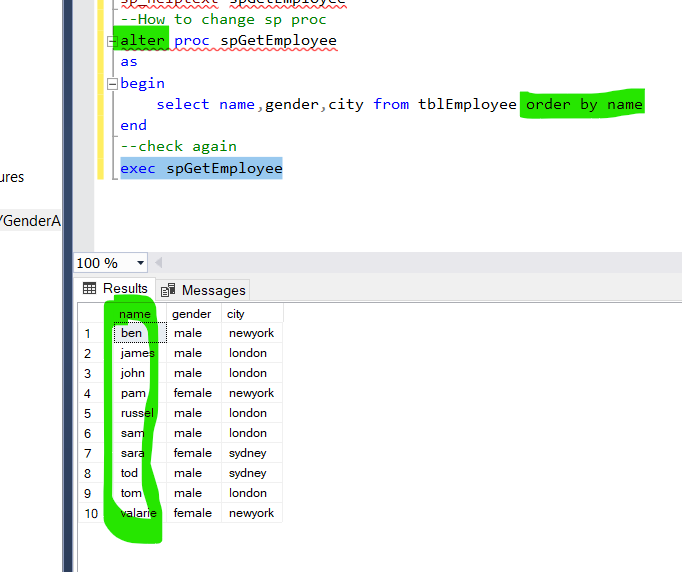 sp_helptext spGetEmployee
--How to change sp proc
alter proc spGetEmployee
as
begin
select name,gender,city from tblEmployee order by name
end
--check again
exec spGetEmployee
ures
/GenderA
100 %
Results Messages
name gender city
1 ben male newyork
2 james male london
3 john male london
4 pam female newyork
5 russel male london
6 sam male london
7 sara female sydney
8 tod male sydney
9 tom male london
10 valarie female newyork